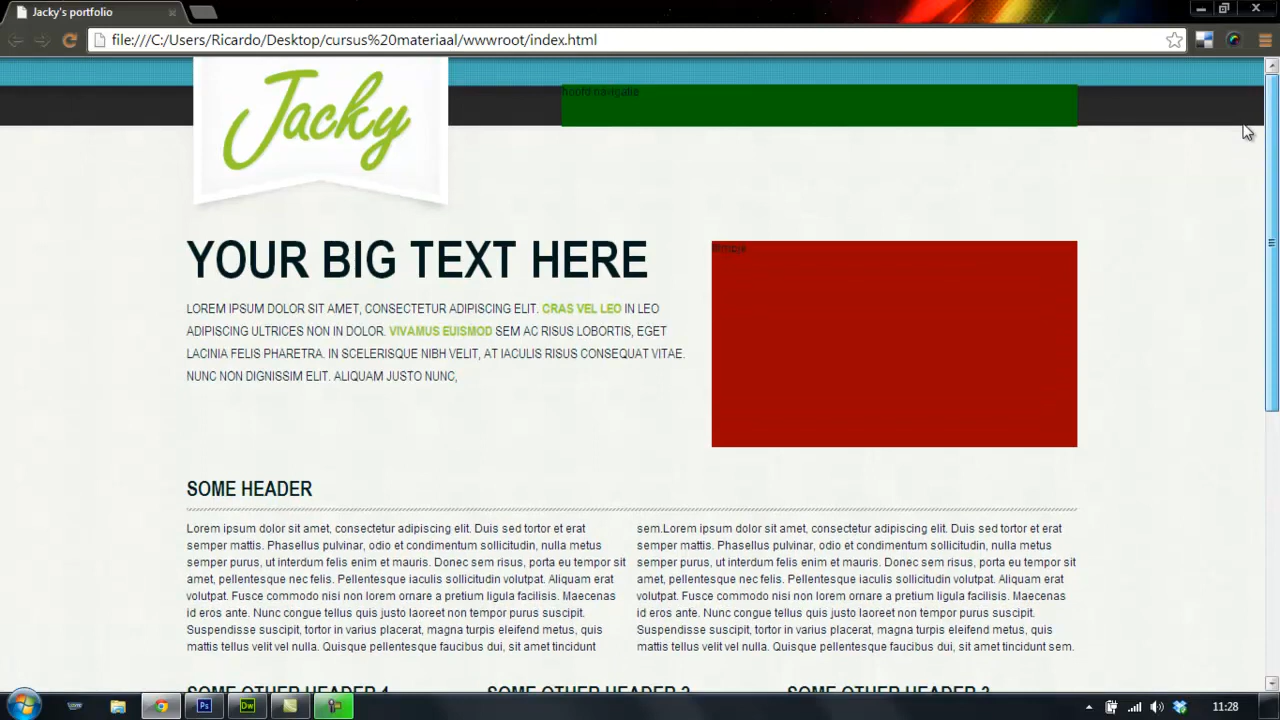 Jacky's portfolio
file:///C:/Users/Ricardo/Desktop/cursus%20materiaal/wwwroot/index.html
Jacky
hoofd navigatie
YOUR BIG TEXT HERE
LOREM IPSUM DOLOR SIT AMET, CONSECTETUR ADIPISCING ELIT. CRAS VEL LEO IN LEO
ADIPISCING ULTRICES NON IN DOLOR. VIVAMUS EUISMOD SEM AC RISUS LOBORTIS, EGET
LACINIA FELIS PHARETRA. IN SCELERISQUE NIBH VELIT, AT IACULIS RISUS CONSEQUAT VITAE.
NUNC NON DIGNISSIM ELIT. ALIQUAM JUSTO NUNC,
SOME HEADER
Lorem ipsum dolor sit amet, consectetur adipiscing elit. Duis sed tortor et erat
semper mattis. Phasellus pulvinar, odio et condimentum sollicitudin, nulla metus
semper purus, ut interdum felis enim et mauris. Donec sem risus, porta eu tempor sit
amet, pellentesque nec felis. Pellentesque iaculis sollicitudin volutpat. Aliquam erat
volutpat. Fusce commodo nisi non lorem ornare a pretium ligula facilisis. Maecenas
id eros ante. Nunc congue tellus quis justo laoreet non tempor purus suscipit.
Suspendisse suscipit, tortor in varius placerat, magna turpis eleifend metus, quis
mattis tellus velit vel nulla. Quisque pellentesque faucibus dui, sit amet tincidunt
sem.Lorem ipsum dolor sit amet, consectetur adipiscing elit. Duis sed tortor et erat
semper mattis. Phasellus pulvinar, odio et condimentum sollicitudin, nulla metus
semper purus, ut interdum felis enim et mauris. Donec sem risus, porta eu tempor sit
amet, pellentesque nec felis. Pellentesque iaculis sollicitudin volutpat. Aliquam erat
volutpat. Fusce commodo nisi non lorem ornare a pretium ligula facilisis. Maecenas
id eros ante. Nunc congue tellus quis justo laoreet non tempor purus suscipit.
Suspendisse suscipit, tortor in varius placerat, magna turpis eleifend metus, quis
mattis tellus velit vel nulla. Quisque pellentesque faucibus dui, sit amet tincidunt sem.
SOME OTHER HEADER
SOME OTHER HEADER
SOME OTHER HEADER
Ps
Dw
11:28